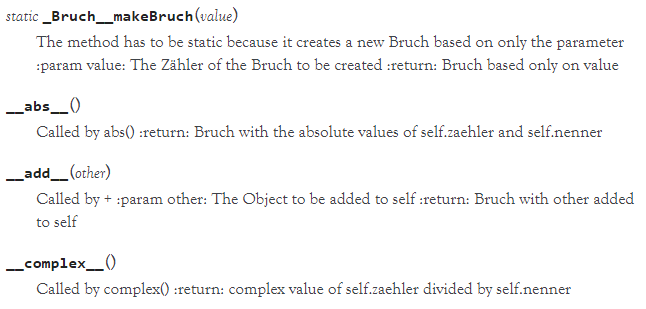 static _Bruch__makeBruch(value)
The method has to be static because it creates a new Bruch based on only the parameter
:param value: The Zähler of the Bruch to be created :return: Bruch based only on value
__abs__()
Called by abs() :return: Bruch with the absolute values of self.zaehler and self.nenner
__add__(other)
Called by + :param other: The Object to be added to self :return: Bruch with other added
to self
__complex__()
Called by complex() :return: complex value of self.zaehler divided by self.nenner